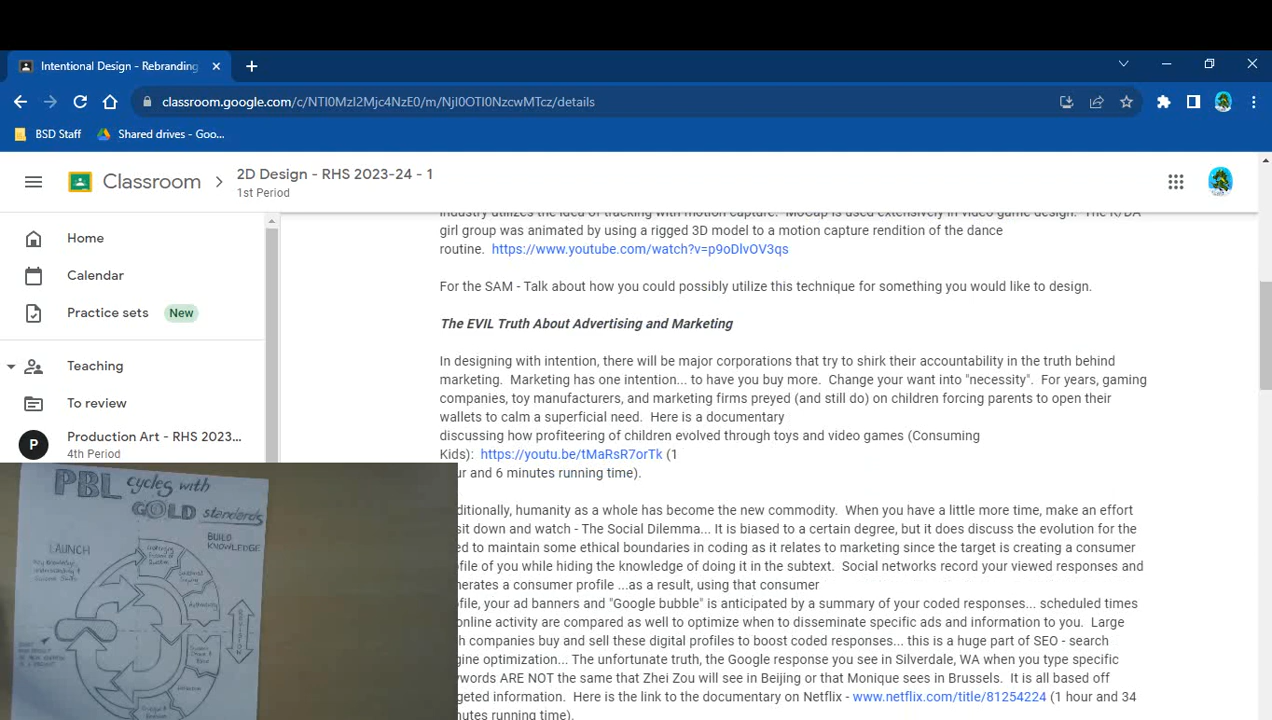 Intentional Design - Rebranding
classroom.google.com/c/NTI0MzI2Mjc4NzE0/m/NjI0OTI0NzcwMTcz/details
BSD Staff
Shared drives - Goo...
Classroom
2D Design - RHS 2023-24 - 1
1st Period
Home
Calendar
Practice sets New
Teaching
To review
P
Production Art - RHS 2023...
4th Period
industry utilizes the idea of tracking with motion capture. MoCap is used extensively in video game design. The K/DA
girl group was animated by using a rigged 3D model to a motion capture rendition of the dance
routine. https://www.youtube.com/watch?v=p9oDlvOV3qs
For the SAM - Talk about how you could possibly utilize this technique for something you would like to design.
The EVIL Truth About Advertising and Marketing
In designing with intention, there will be major corporations that try to shirk their accountability in the truth behind
marketing. Marketing has one intention... to have you buy more. Change your want into "necessity". For years, gaming
companies, toy manufacturers, and marketing firms preyed (and still do) on children forcing parents to open their
wallets to calm a superficial need. Here is a documentary
discussing how profiteering of children evolved through toys and video games (Consuming
Kids): https://youtu.be/tMaRsR7orTk (1
ur and 6 minutes running time).
ditionally, humanity as a whole has become the new commodity. When you have a little more time, make an effort
sit down and watch - The Social Dilemma... It is biased to a certain degree, but it does discuss the evolution for the
ed to maintain some ethical boundaries in coding as it relates to marketing since the target is creating a consumer
ofile of you while hiding the knowledge of doing it in the subtext. Social networks record your viewed responses and
nerates a consumer profile ...as a result, using that consumer
ofile, your ad banners and "Google bubble" is anticipated by a summary of your coded responses... scheduled times
online activity are compared as well to optimize when to disseminate specific ads and information to you. Large
ch companies buy and sell these digital profiles to boost coded responses... this is a huge part of SEO - search
gine optimization... The unfortunate truth, the Google response you see in Silverdale, WA when you type specific
ywords ARE NOT the same that Zhei Zou will see in Beijing or that Monique sees in Brussels. It is all based off
rgeted information. Here is the link to the documentary on Netflix - www.netflix.com/title/81254224 (1 hour and 34
nutes running time).
PBL cycles with
GOLD standards
LAUNCH
BUILD
KNOWLEDGE
Key Knowledge,
Understanding &
Success Skills
Authenticity
Reflection